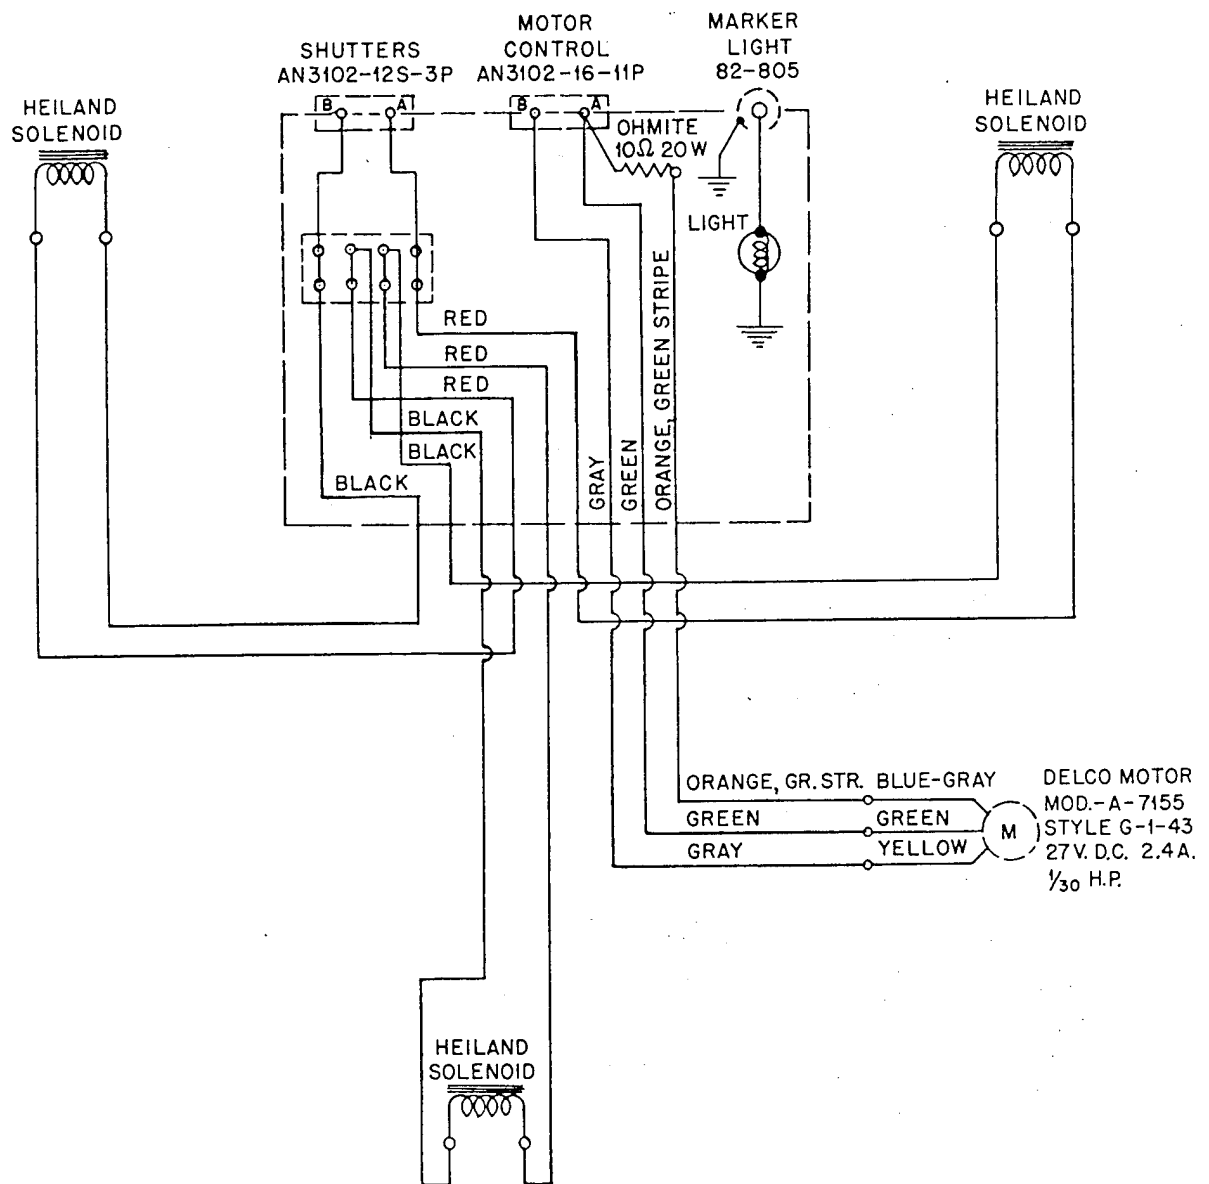 SHUTTERS
AN3102-12S-3P
MOTOR
CONTROL
AN3102-16-11P
MARKER
LIGHT
82-805
HEILAND
SOLENOID
HEILAND
SOLENOID
B
A
B
A
OHMITE
10Ω 20W
LIGHT
RED
RED
RED
BLACK
BLACK
BLACK
GRAY
GREEN
ORANGE, GREEN STRIPE
ORANGE, GR. STR.
BLUE-GRAY
GREEN
GREEN
GRAY
YELLOW
M
DELCO MOTOR
MOD.-A-7155
STYLE G-1-43
27V. D.C. 2.4A.
1/30 H.P.
HEILAND
SOLENOID